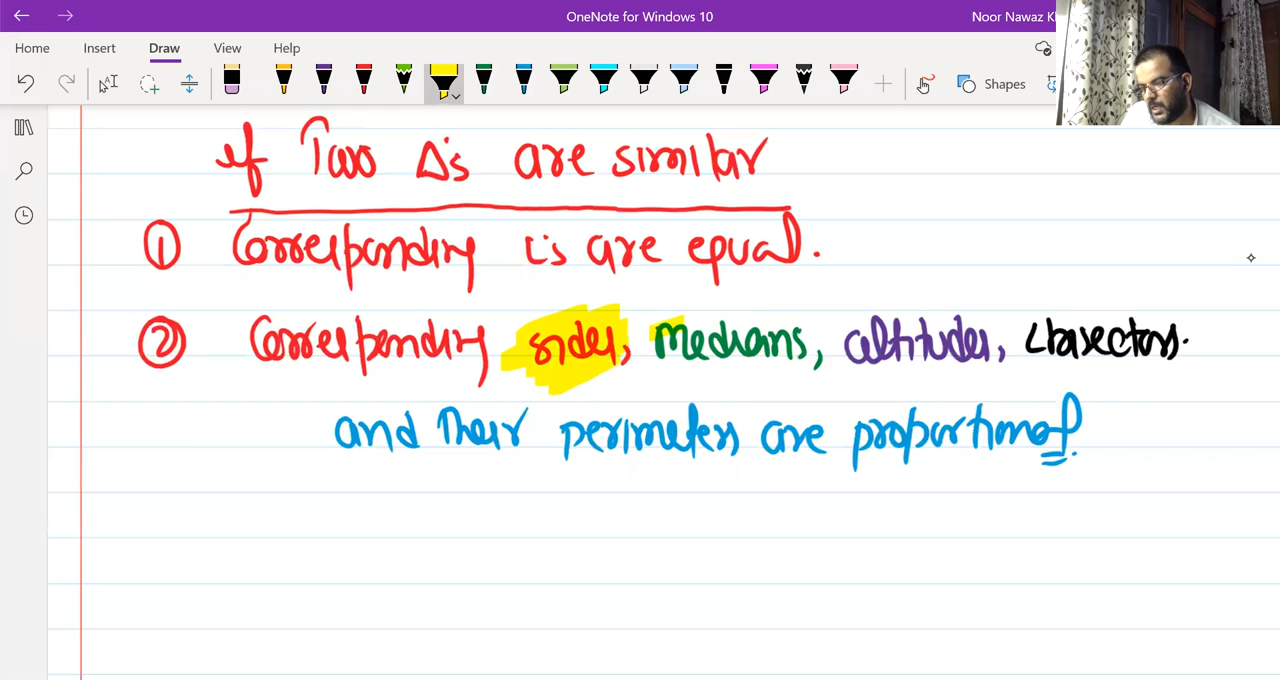 OneNote for Windows 10
Noor Nawaz Kh
Home Insert Draw View Help
Shapes
if Two Δ's are similar
① Corresponding ∠'s are equal.
② Corresponding sides, Medians, altitudes, ∠bisectors.
and their perimeters are proportional.